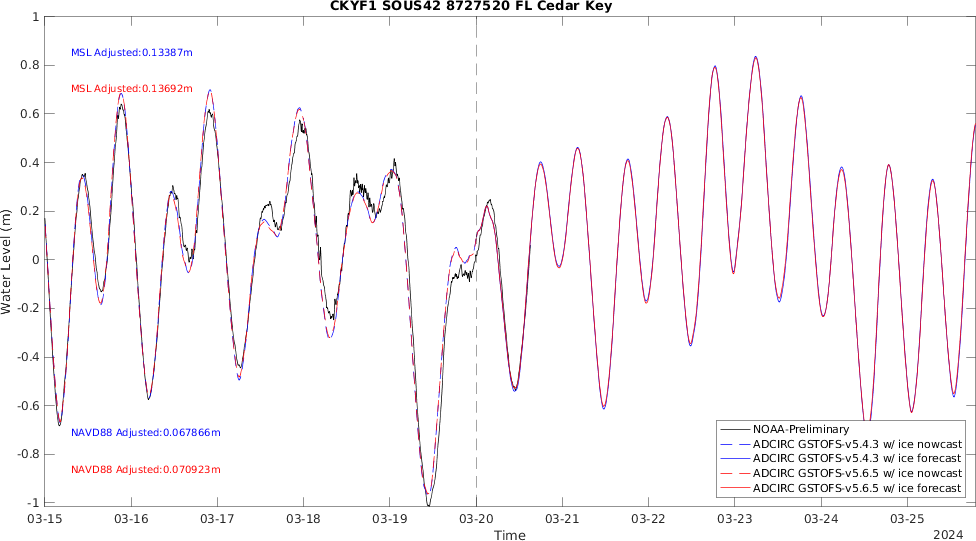 CKYF1 SOUS42 8727520 FL Cedar Key
1
0.8
0.6
0.4
0.2
0
-0.2
-0.4
-0.6
-0.8
-1
Water Level (m)
MSL Adjusted:0.13387m
MSL Adjusted:0.13692m
NAVD88 Adjusted:0.067866m
NAVD88 Adjusted:0.070923m
NOAA-Preliminary
ADCIRC GSTOFS-v5.4.3 w/ ice nowcast
ADCIRC GSTOFS-v5.4.3 w/ ice forecast
ADCIRC GSTOFS-v5.6.5 w/ ice nowcast
ADCIRC GSTOFS-v5.6.5 w/ ice forecast
03-15 03-16 03-17 03-18 03-19 03-20 03-21 03-22 03-23 03-24 03-25
Time
2024